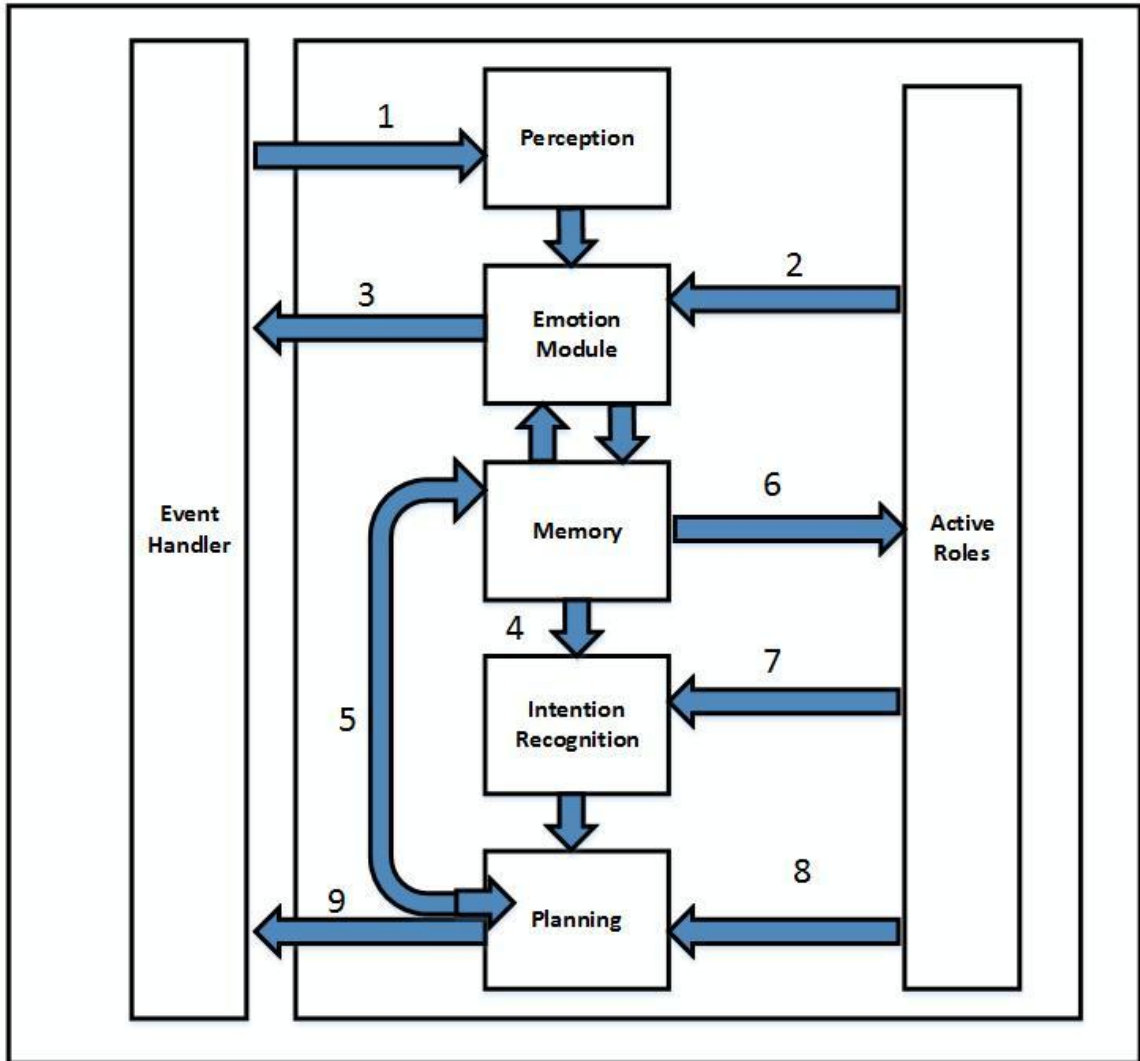 1
Perception
2
3
Emotion
Module
6
Event
Handler
Memory
Active
Roles
4
7
5
Intention
Recognition
8
9
Planning